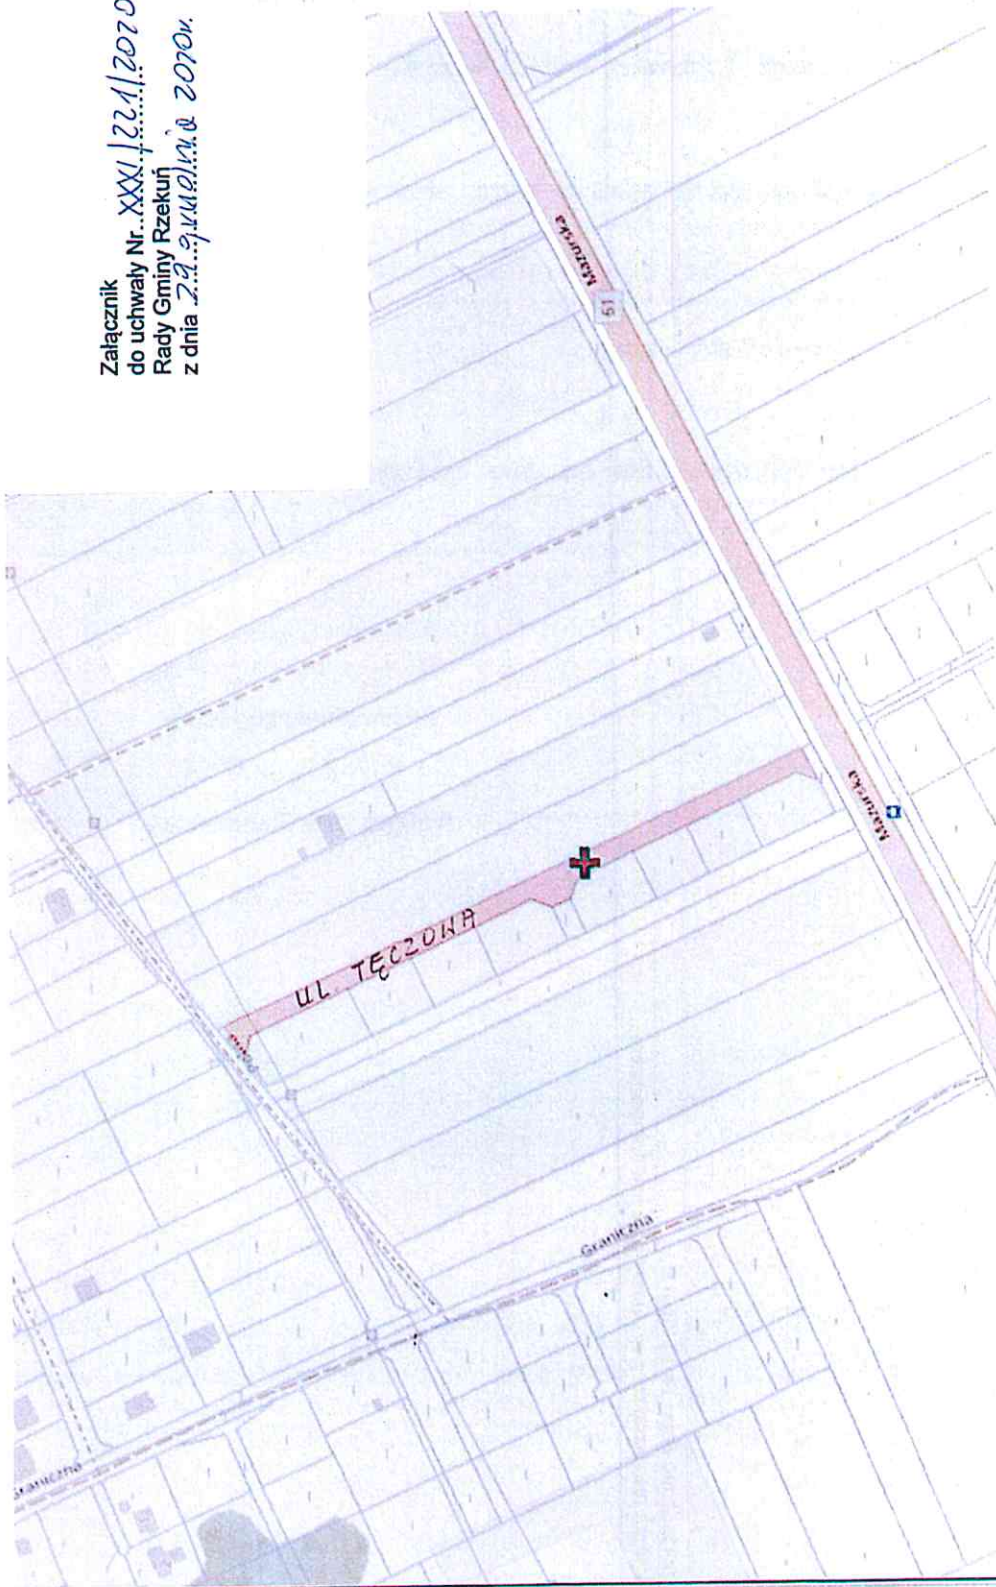 Załącznik
do uchwały Nr..XXXI/221/2020
Rady Gminy Rzekuń
z dnia 29 grudnia 2020r.
Mazurska
61
Mazurska
UL. TĘCZOWA
Graniczna
Graniczna